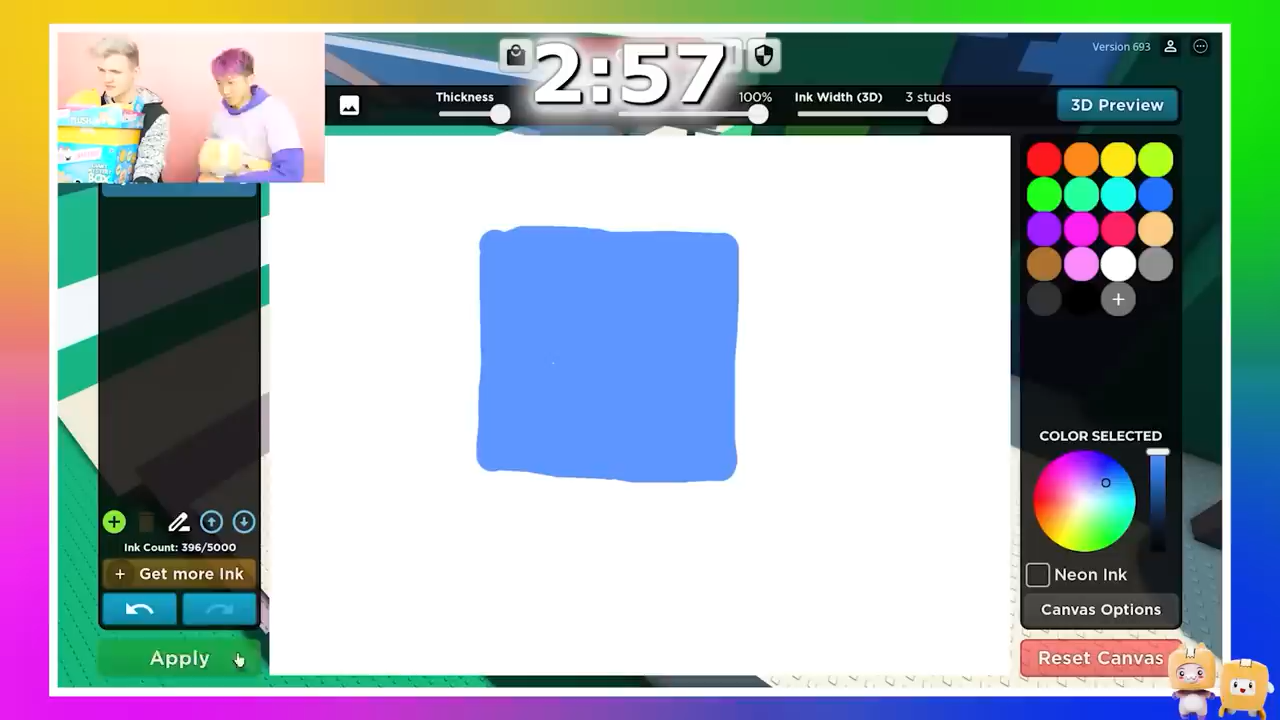 2:57
Version 693
Thickness
100%
Ink Width (3D)
3 studs
3D Preview
COLOR SELECTED
Neon Ink
Canvas Options
Reset Canvas
Ink Count: 396/5000
+ Get more Ink
Apply